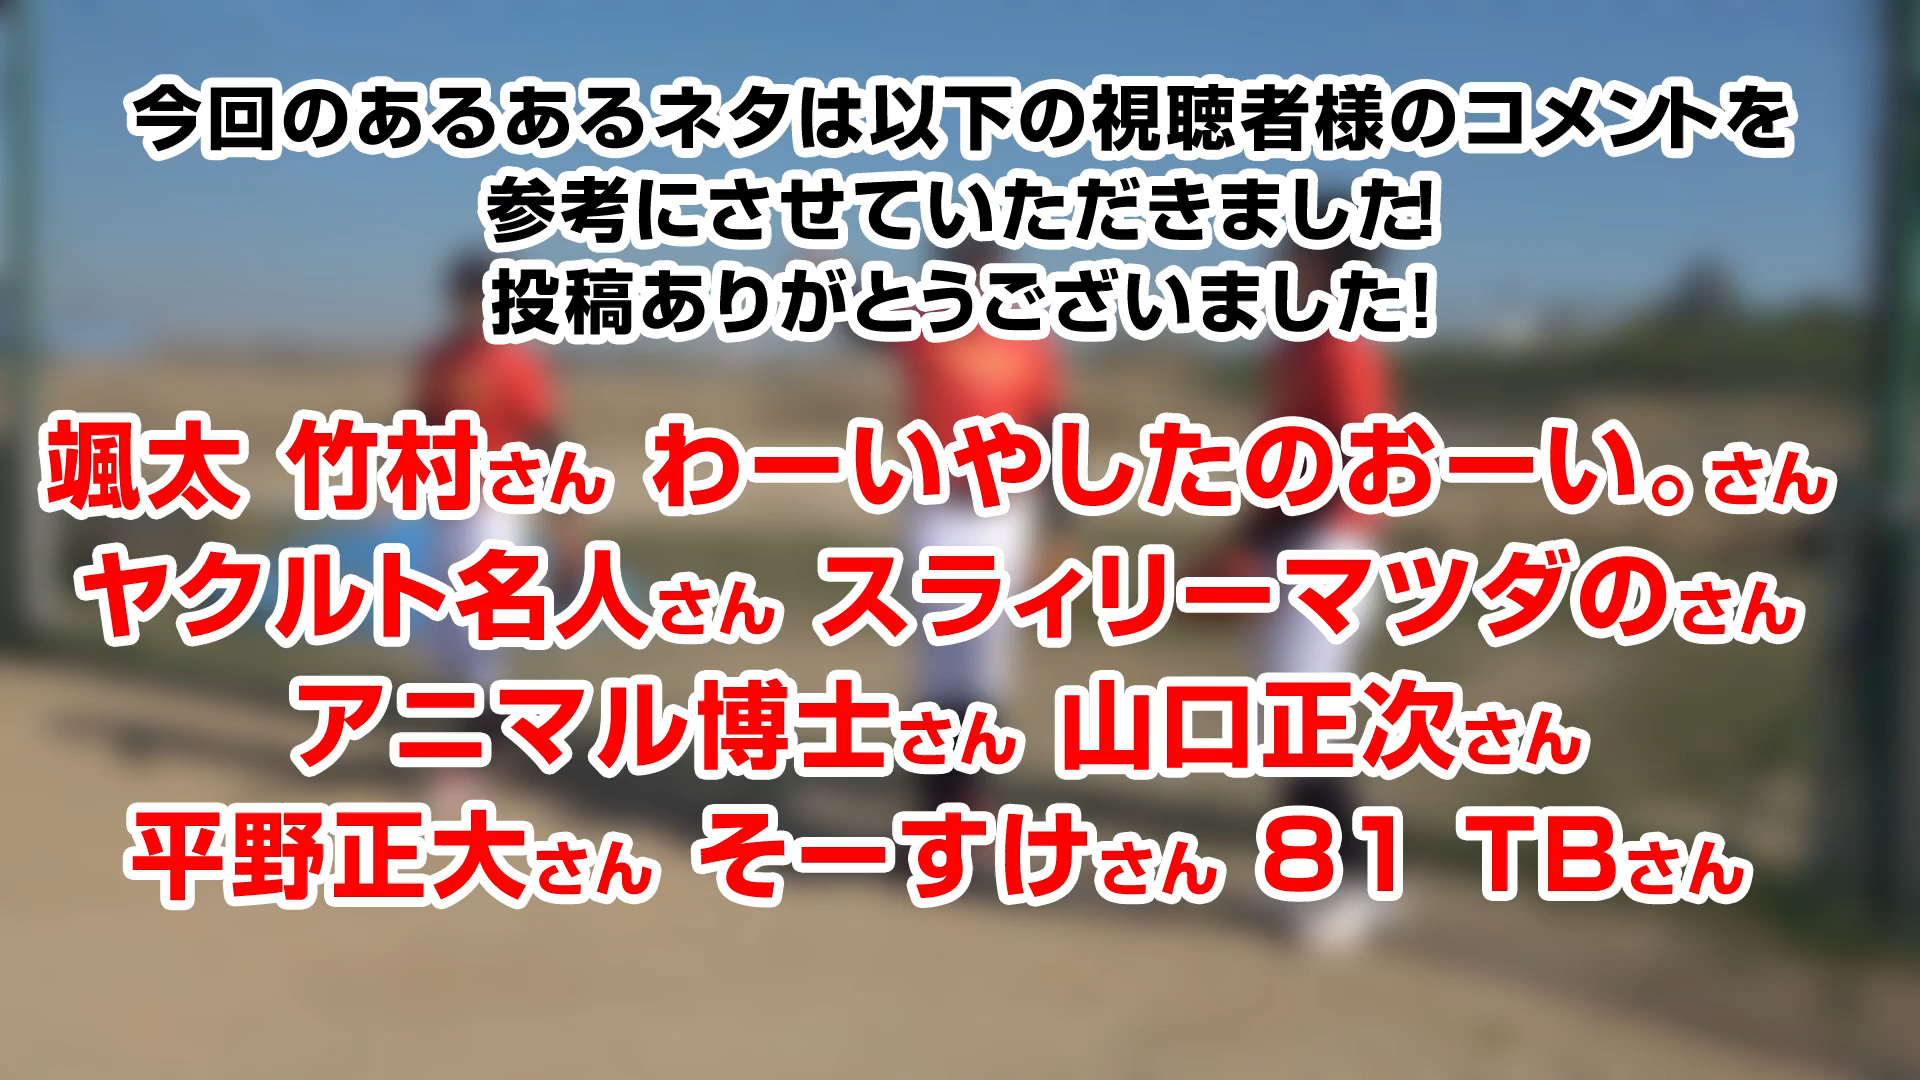 今回のあるあるネタは以下の視聴者様のコメントを
参考にさせていただきました!
投稿ありがとうございました!
颯太 竹村さん わーいやしたのおーい。さん
ヤクルト名人さん スラィリーマツダのさん
アニマル博士さん 山口正次さん
平野正大さん そーすけさん 81 TBさん